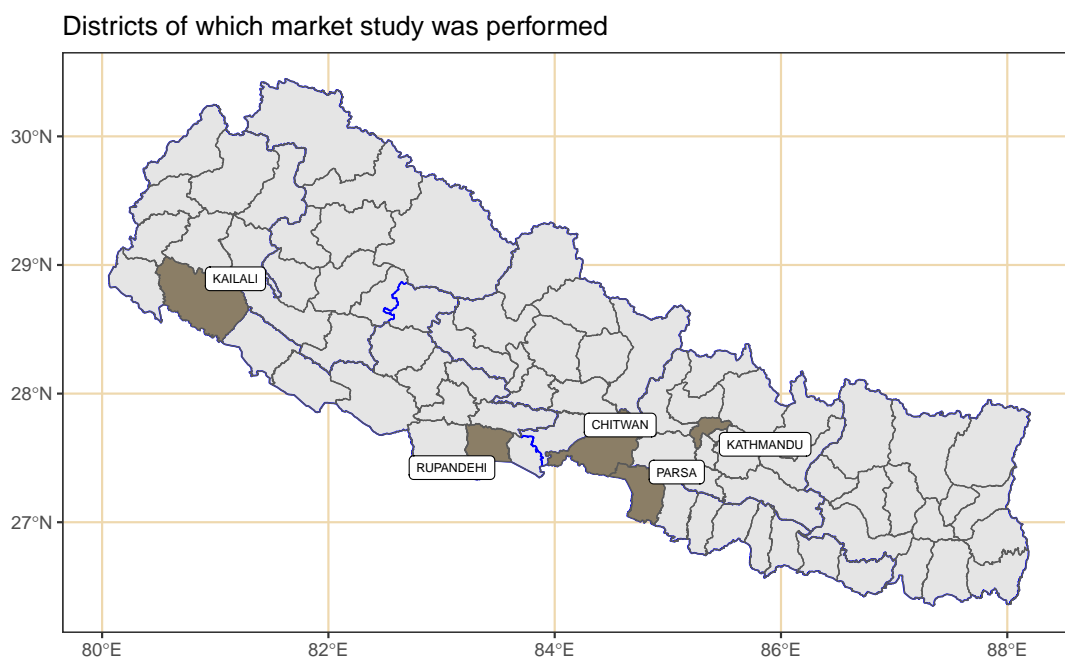 Districts of which market study was performed
30°N
29°N
28°N
27°N
KAILALI
CHITWAN
KATHMANDU
RUPANDEHI
PARSA
80°E
82°E
84°E
86°E
88°E